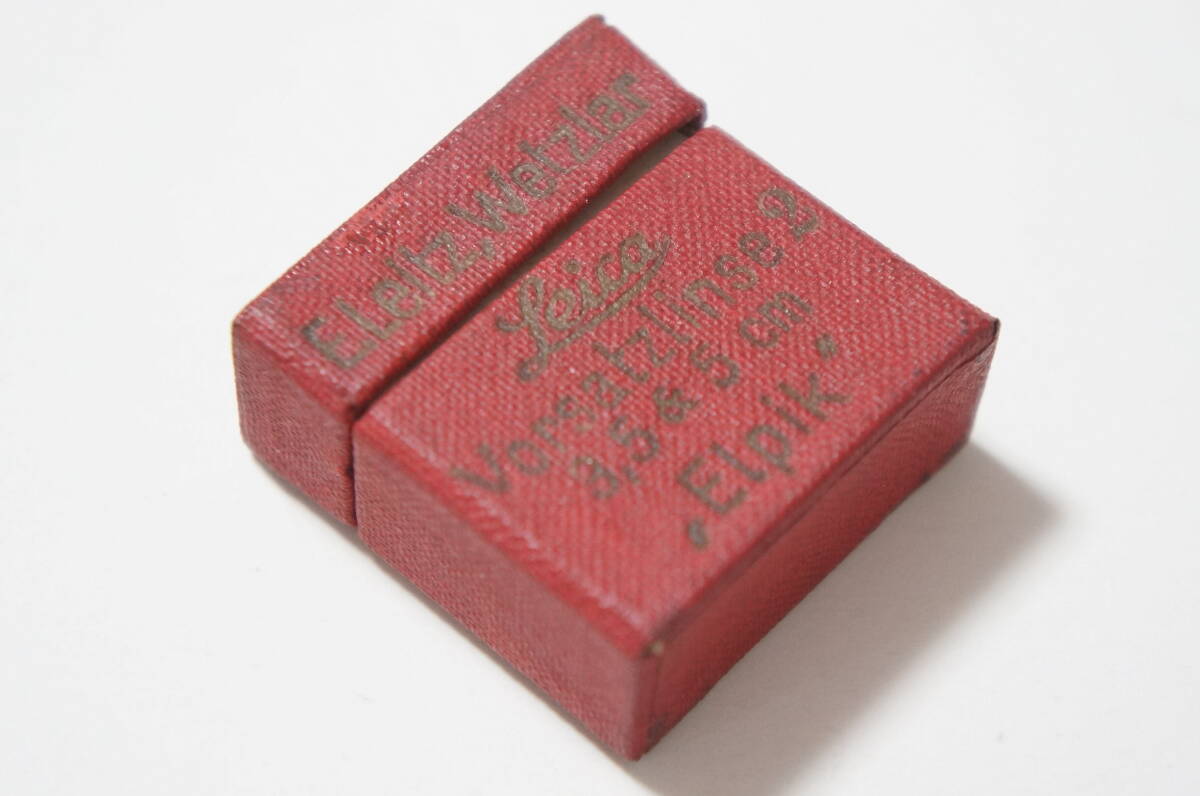 E. Leitz, Wetzlar
Leica
Vorsatzlinse 2
3,5 & 5 cm
„Elpik“